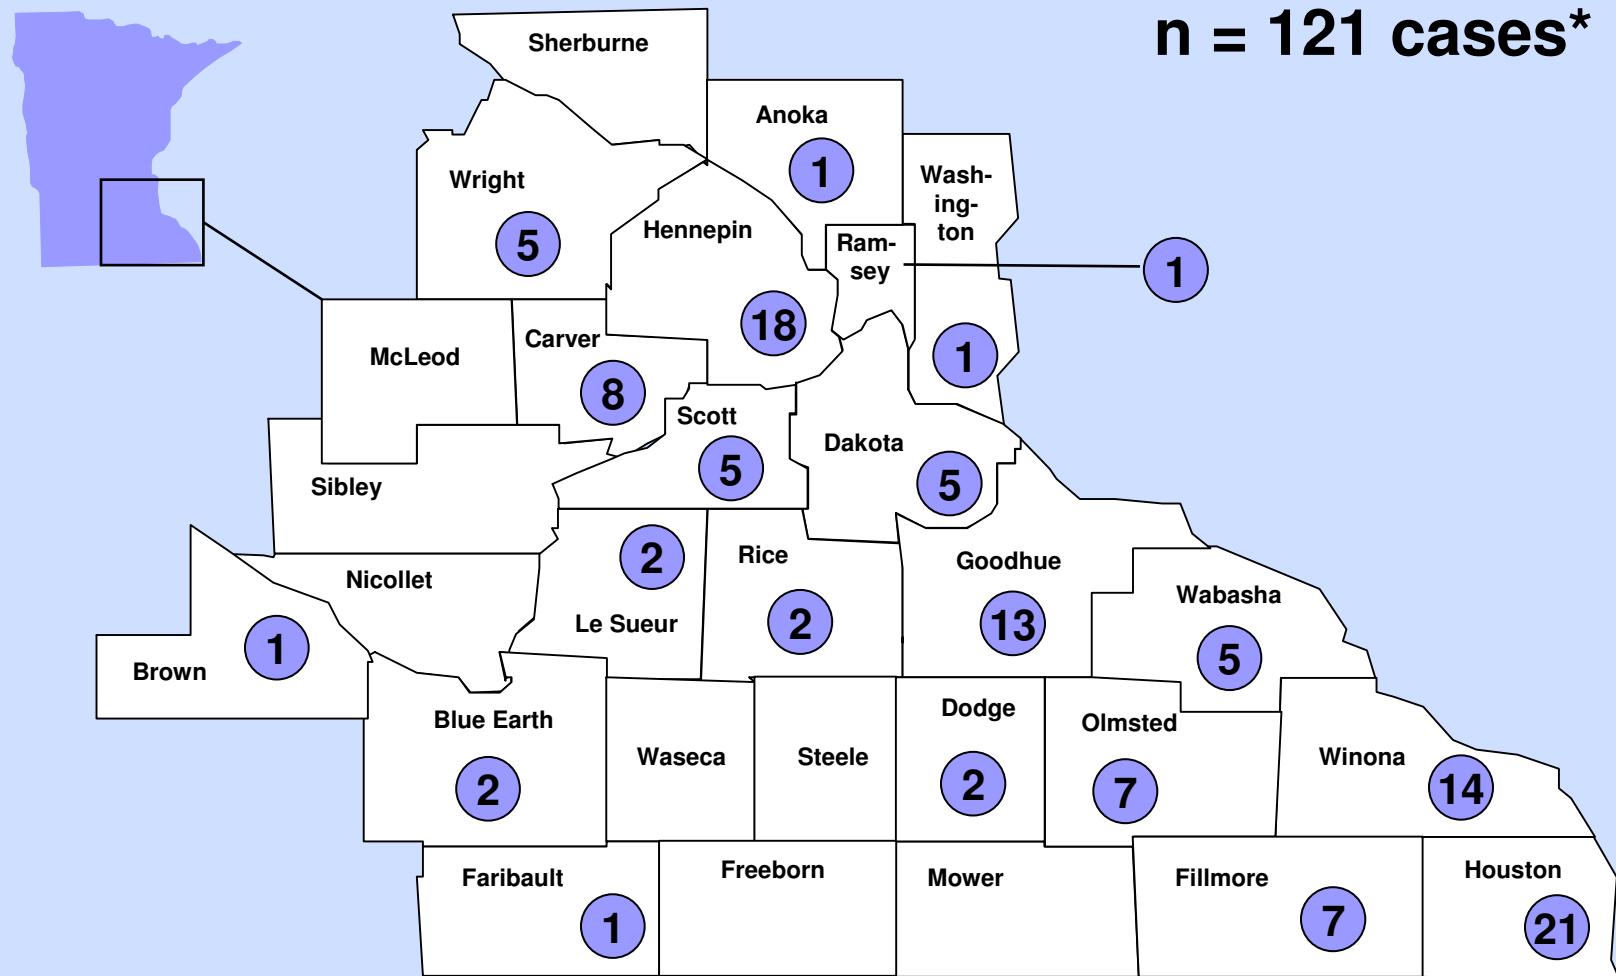 n = 121 cases*
Sherburne
Anoka
1
Wash-
ing-
ton
Wright
5
Hennepin
18
Ram-
sey
1
1
McLeod
Carver
8
Scott
5
Dakota
5
Sibley
Nicollet
2
Le Sueur
Rice
2
Goodhue
13
Wabasha
5
Brown
1
Blue Earth
2
Waseca
Steele
Dodge
2
Olmsted
7
Winona
14
Faribault
1
Freeborn
Mower
Fillmore
7
Houston
21